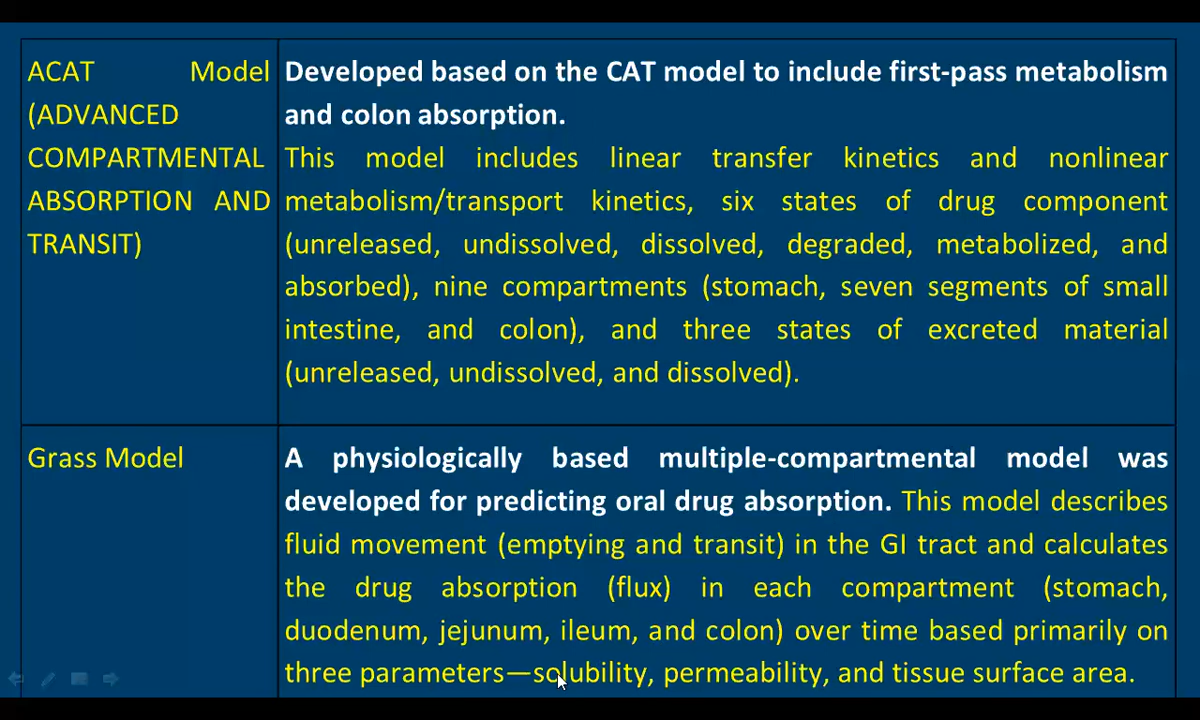 ACAT Model
(ADVANCED
COMPARTMENTAL
ABSORPTION AND
TRANSIT)
Developed based on the CAT model to include first-pass metabolism
and colon absorption.
This model includes linear transfer kinetics and nonlinear
metabolism/transport kinetics, six states of drug component
(unreleased, undissolved, dissolved, degraded, metabolized, and
absorbed), nine compartments (stomach, seven segments of small
intestine, and colon), and three states of excreted material
(unreleased, undissolved, and dissolved).
Grass Model
A physiologically based multiple-compartmental model was
developed for predicting oral drug absorption. This model describes
fluid movement (emptying and transit) in the GI tract and calculates
the drug absorption (flux) in each compartment (stomach,
duodenum, jejunum, ileum, and colon) over time based primarily on
three parameters—solubility, permeability, and tissue surface area.